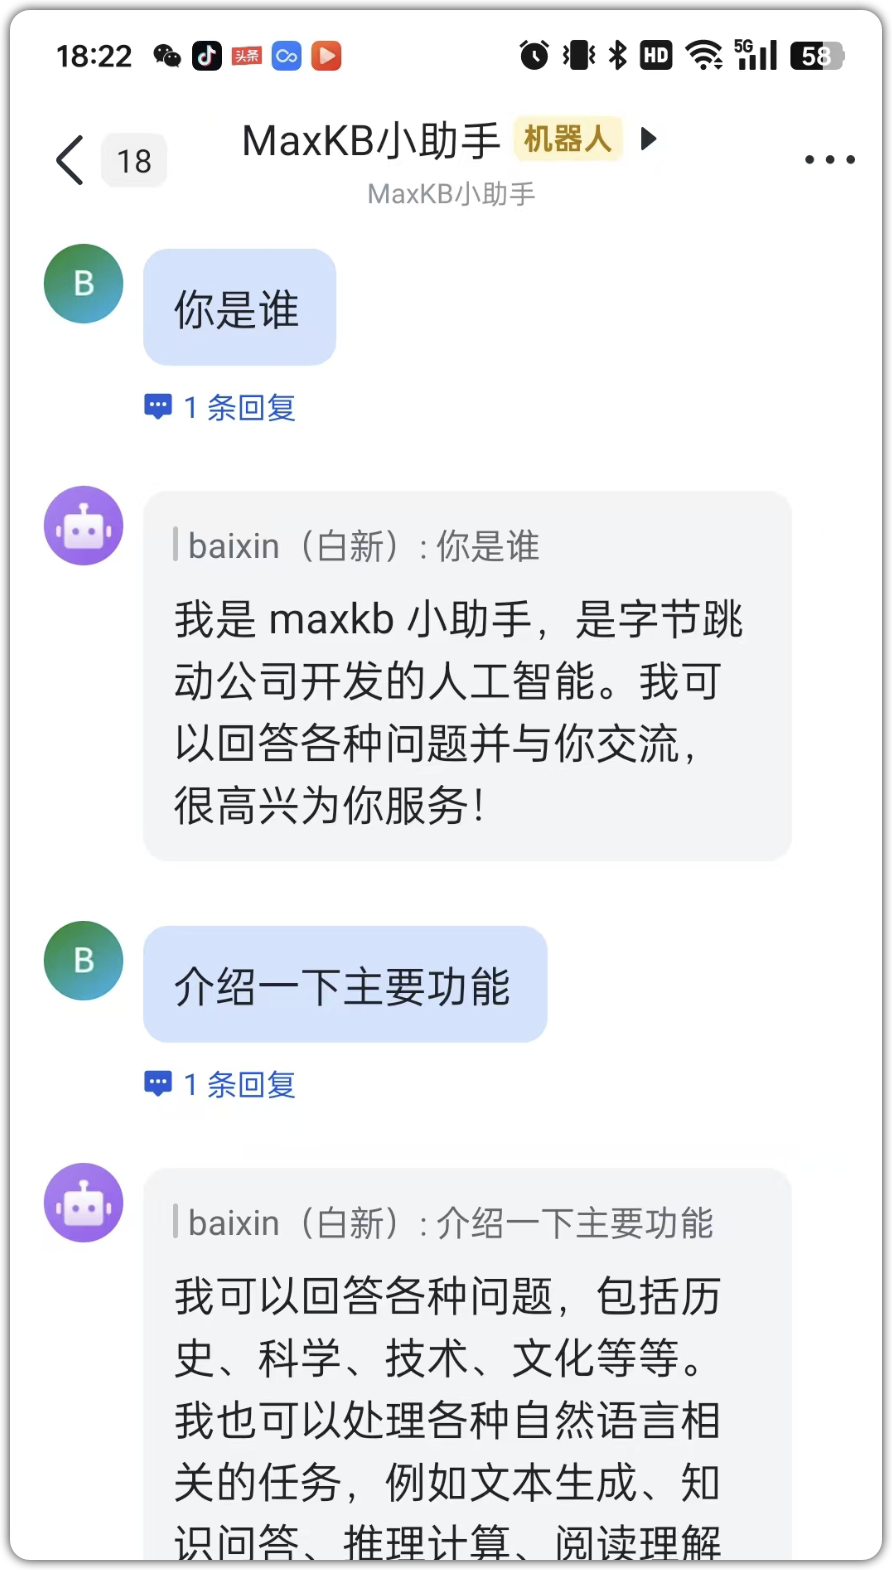 18:22 头条 HD 5G 58
18 MaxKB小助手 机器人
MaxKB小助手
B 你是谁
1 条回复
baixin（白新）: 你是谁
我是 maxkb 小助手，是字节跳
动公司开发的人工智能。我可
以回答各种问题并与你交流，
很高兴为你服务！
B 介绍一下主要功能
1 条回复
baixin（白新）: 介绍一下主要功能
我可以回答各种问题，包括历
史、科学、技术、文化等等。
我也可以处理各种自然语言相
关的任务，例如文本生成、知
识问答、推理计算、阅读理解